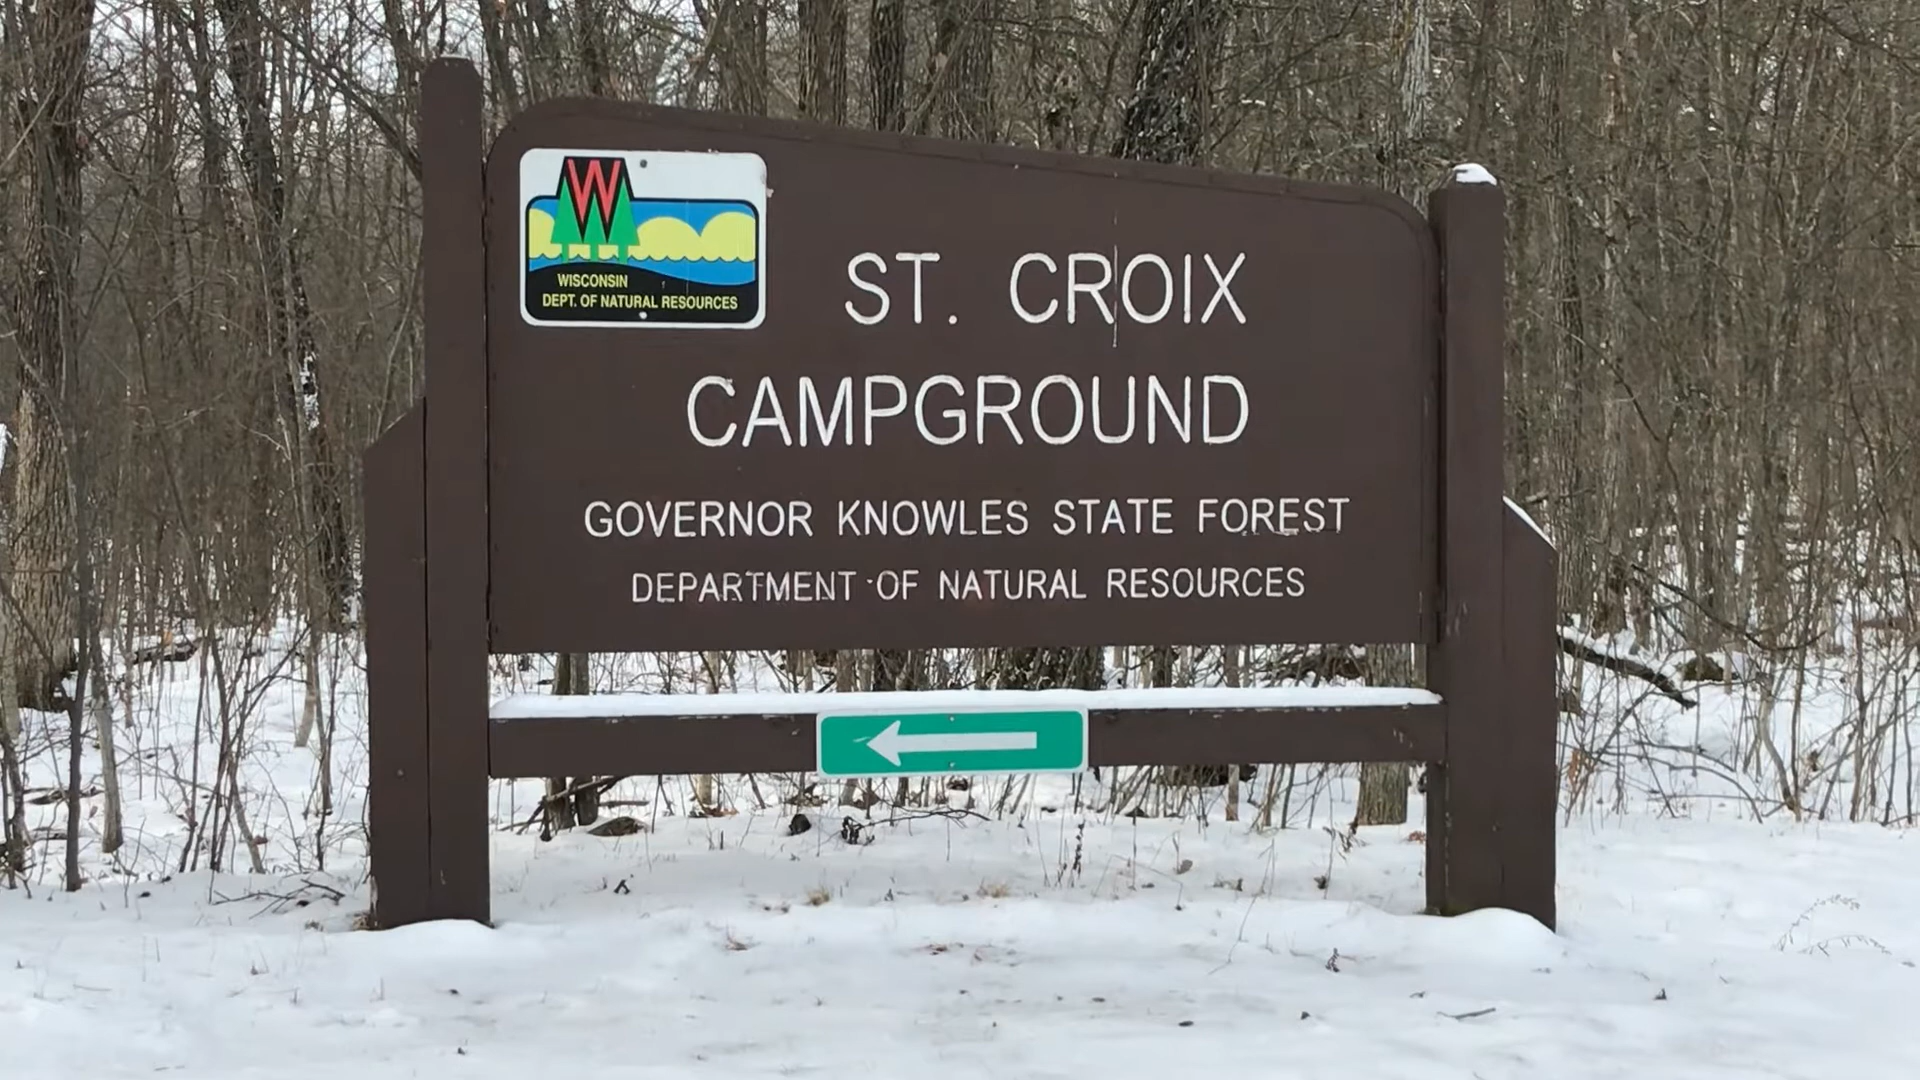 W
WISCONSIN
DEPT. OF NATURAL RESOURCES
ST. CROIX
CAMPGROUND
GOVERNOR KNOWLES STATE FOREST
DEPARTMENT OF NATURAL RESOURCES